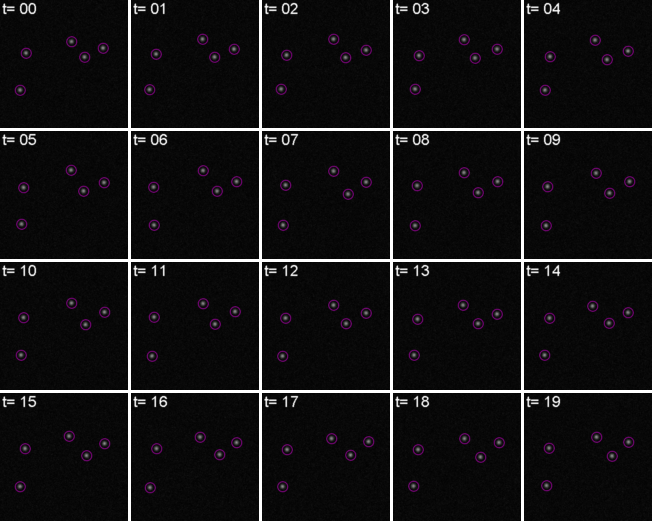 t= 00 t= 01 t= 02 t= 03 t= 04
t= 05 t= 06 t= 07 t= 08 t= 09
t= 10 t= 11 t= 12 t= 13 t= 14
t= 15 t= 16 t= 17 t= 18 t= 19